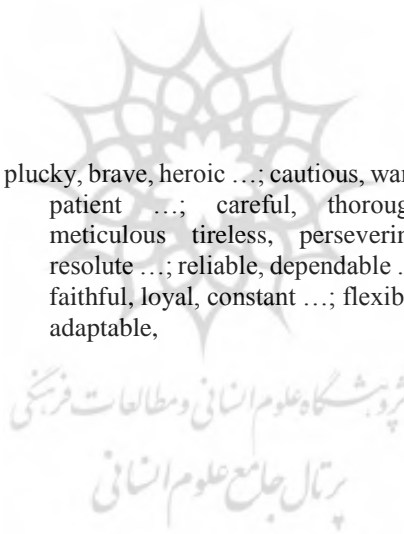 plucky, brave, heroic …; cautious, war
patient …; careful, thoroug
meticulous tireless, perseverin
resolute …; reliable, dependable .
faithful, loyal, constant …; flexib
adaptable,
پژوهشگاه علوم انسانی و مطالعات فرهنگی
پرتال جامع علوم انسانی